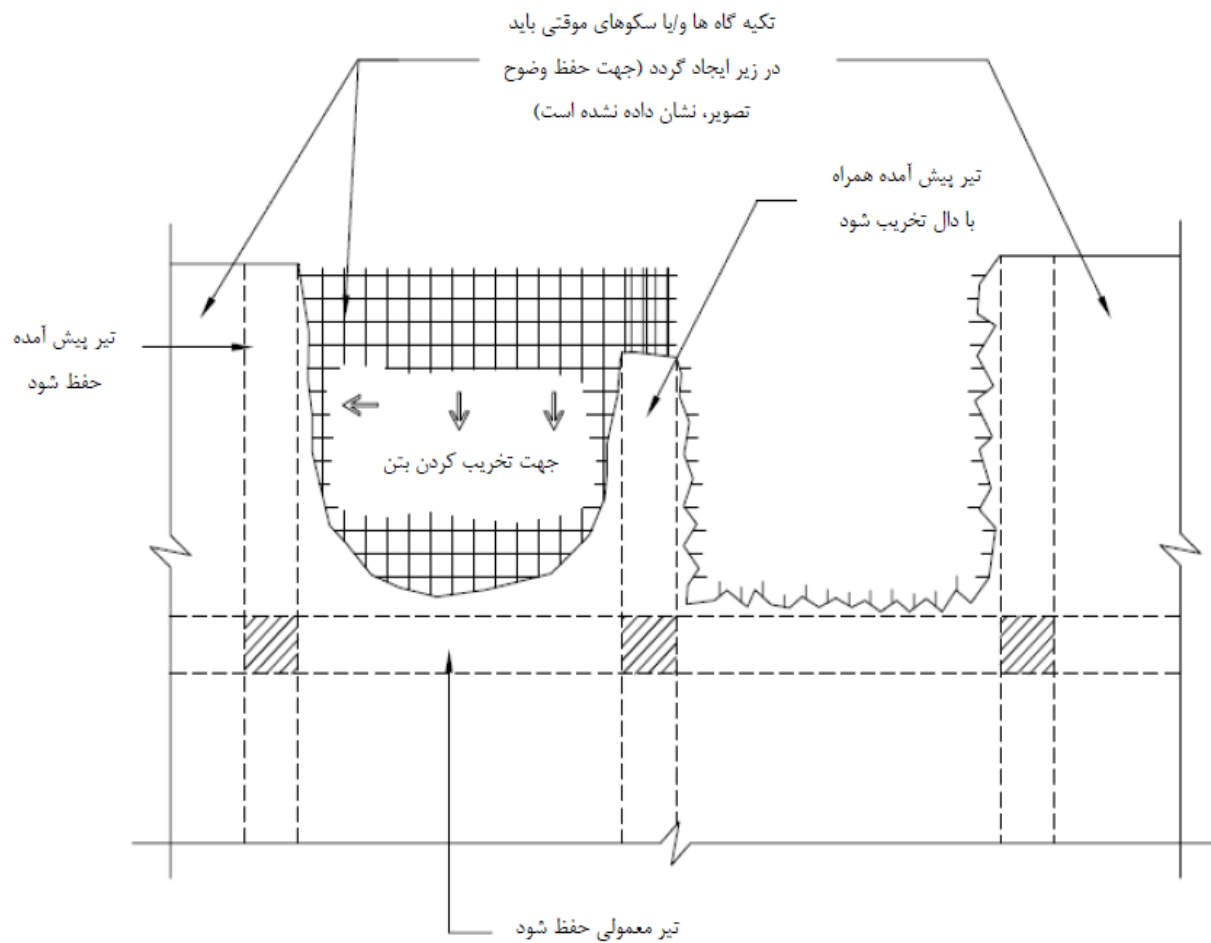 تکیه گاه ها و/یا سکوهای موقتی باید
در زیر ایجاد گردد (جهت حفظ وضوح
تصویر، نشان داده نشده است)
تیر پیش آمده همراه
با دال تخریب شود
تیر پیش آمده
حفظ شود
جهت تخریب کردن بتن
تیر معمولی حفظ شود